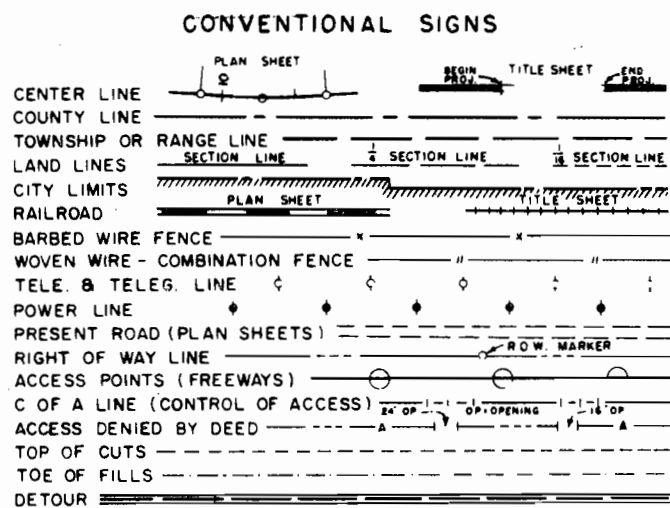 CONVENTIONAL SIGNS
PLAN SHEET
BEGIN PROJ. TITLE SHEET END PROJ.
CENTER LINE
COUNTY LINE
TOWNSHIP OR RANGE LINE
LAND LINES SECTION LINE 1/4 SECTION LINE 1/16 SECTION LINE
CITY LIMITS
RAILROAD PLAN SHEET TITLE SHEET
BARBED WIRE FENCE
WOVEN WIRE - COMBINATION FENCE
TELE. & TELEG. LINE
POWER LINE
PRESENT ROAD (PLAN SHEETS)
RIGHT OF WAY LINE R.O.W. MARKER
ACCESS POINTS (FREEWAYS)
C OF A LINE (CONTROL OF ACCESS)
24' OP OP=OPENING 16' OP
ACCESS DENIED BY DEED A A
TOP OF CUTS
TOE OF FILLS
DETOUR